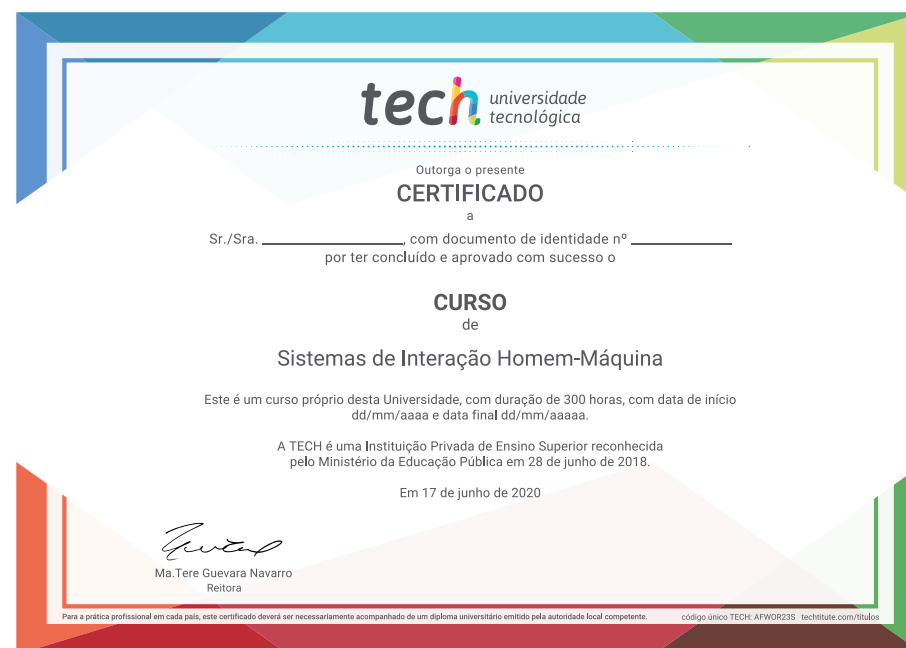 tech universidade
tecnológica
Outorga o presente
CERTIFICADO
a
Sr./Sra. ________________, com documento de identidade nº ____________
por ter concluído e aprovado com sucesso o
CURSO
de
Sistemas de Interação Homem-Máquina
Este é um curso próprio desta Universidade, com duração de 300 horas, com data de início
dd/mm/aaaa e data final dd/mm/aaaaa.
A TECH é uma Instituição Privada de Ensino Superior reconhecida
pelo Ministério da Educação Pública em 28 de junho de 2018.
Em 17 de junho de 2020
Ma.Tere Guevara Navarro
Reitora
Para a prática profissional em cada país, este certificado deverá ser necessariamente acompanhado de um diploma universitário emitido pela autoridade local competente. código único TECH: AFWOR23S techtitute.com/titulos